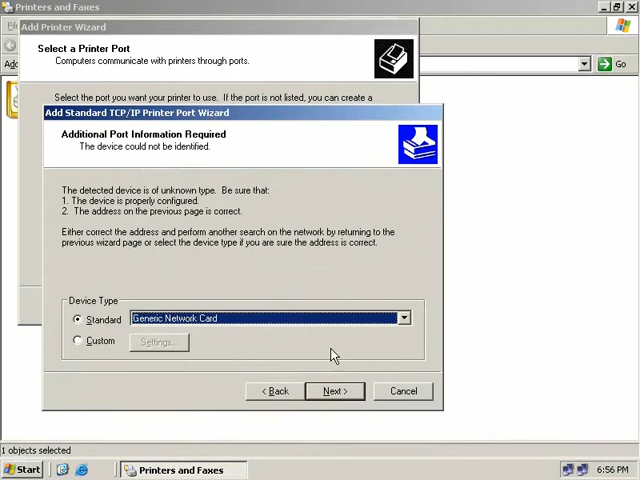 Printers and Faxes
Add Printer Wizard
Select a Printer Port
Computers communicate with printers through ports.
Go
Select the port you want your printer to use. If the port is not listed, you can create a
Add Standard TCP/IP Printer Port Wizard
Additional Port Information Required
The device could not be identified.
The detected device is of unknown type. Be sure that:
1. The device is properly configured.
2. The address on the previous page is correct.
Either correct the address and perform another search on the network by returning to the
previous wizard page or select the device type if you are sure the address is correct.
Device Type
Standard
Generic Network Card
Custom
Settings...
< Back
Next >
Cancel
1 objects selected
Start
Printers and Faxes
6:56 PM